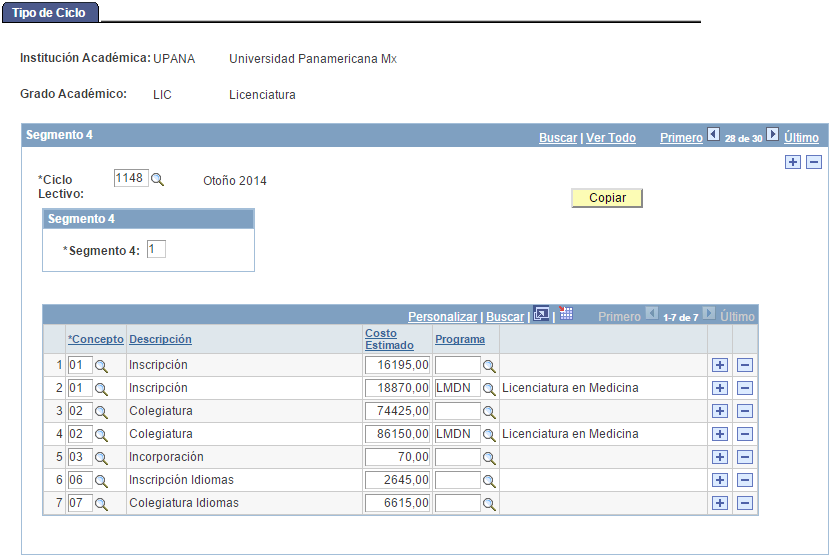 Tipo de Ciclo
Institución Académica: UPANA Universidad Panamericana Mx
Grado Académico: LIC Licenciatura
Segmento 4 Buscar | Ver Todo Primero 28 de 30 Último
*Ciclo Lectivo: 1148 Otoño 2014
Copiar
Segmento 4
*Segmento 4: 1
Personalizar | Buscar | | Primero 1-7 de 7 Último
*Concepto Descripción Costo Estimado Programa
1 01 Inscripción 16195,00
2 01 Inscripción 18870,00 LMDN Licenciatura en Medicina
3 02 Colegiatura 74425,00
4 02 Colegiatura 86150,00 LMDN Licenciatura en Medicina
5 03 Incorporación 70,00
6 06 Inscripción Idiomas 2645,00
7 07 Colegiatura Idiomas 6615,00